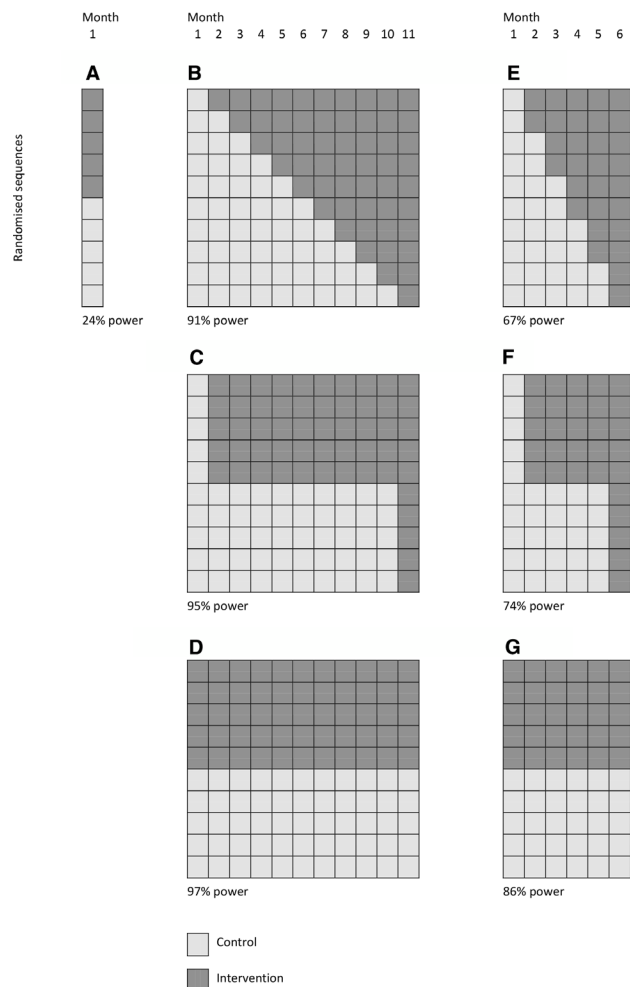 Month
1
Month
1 2 3 4 5 6 7 8 9 10 11
Month
1 2 3 4 5 6
A
B
E
Randomised sequences
24% power
91% power
67% power
C
F
95% power
74% power
D
G
97% power
86% power
Control
Intervention